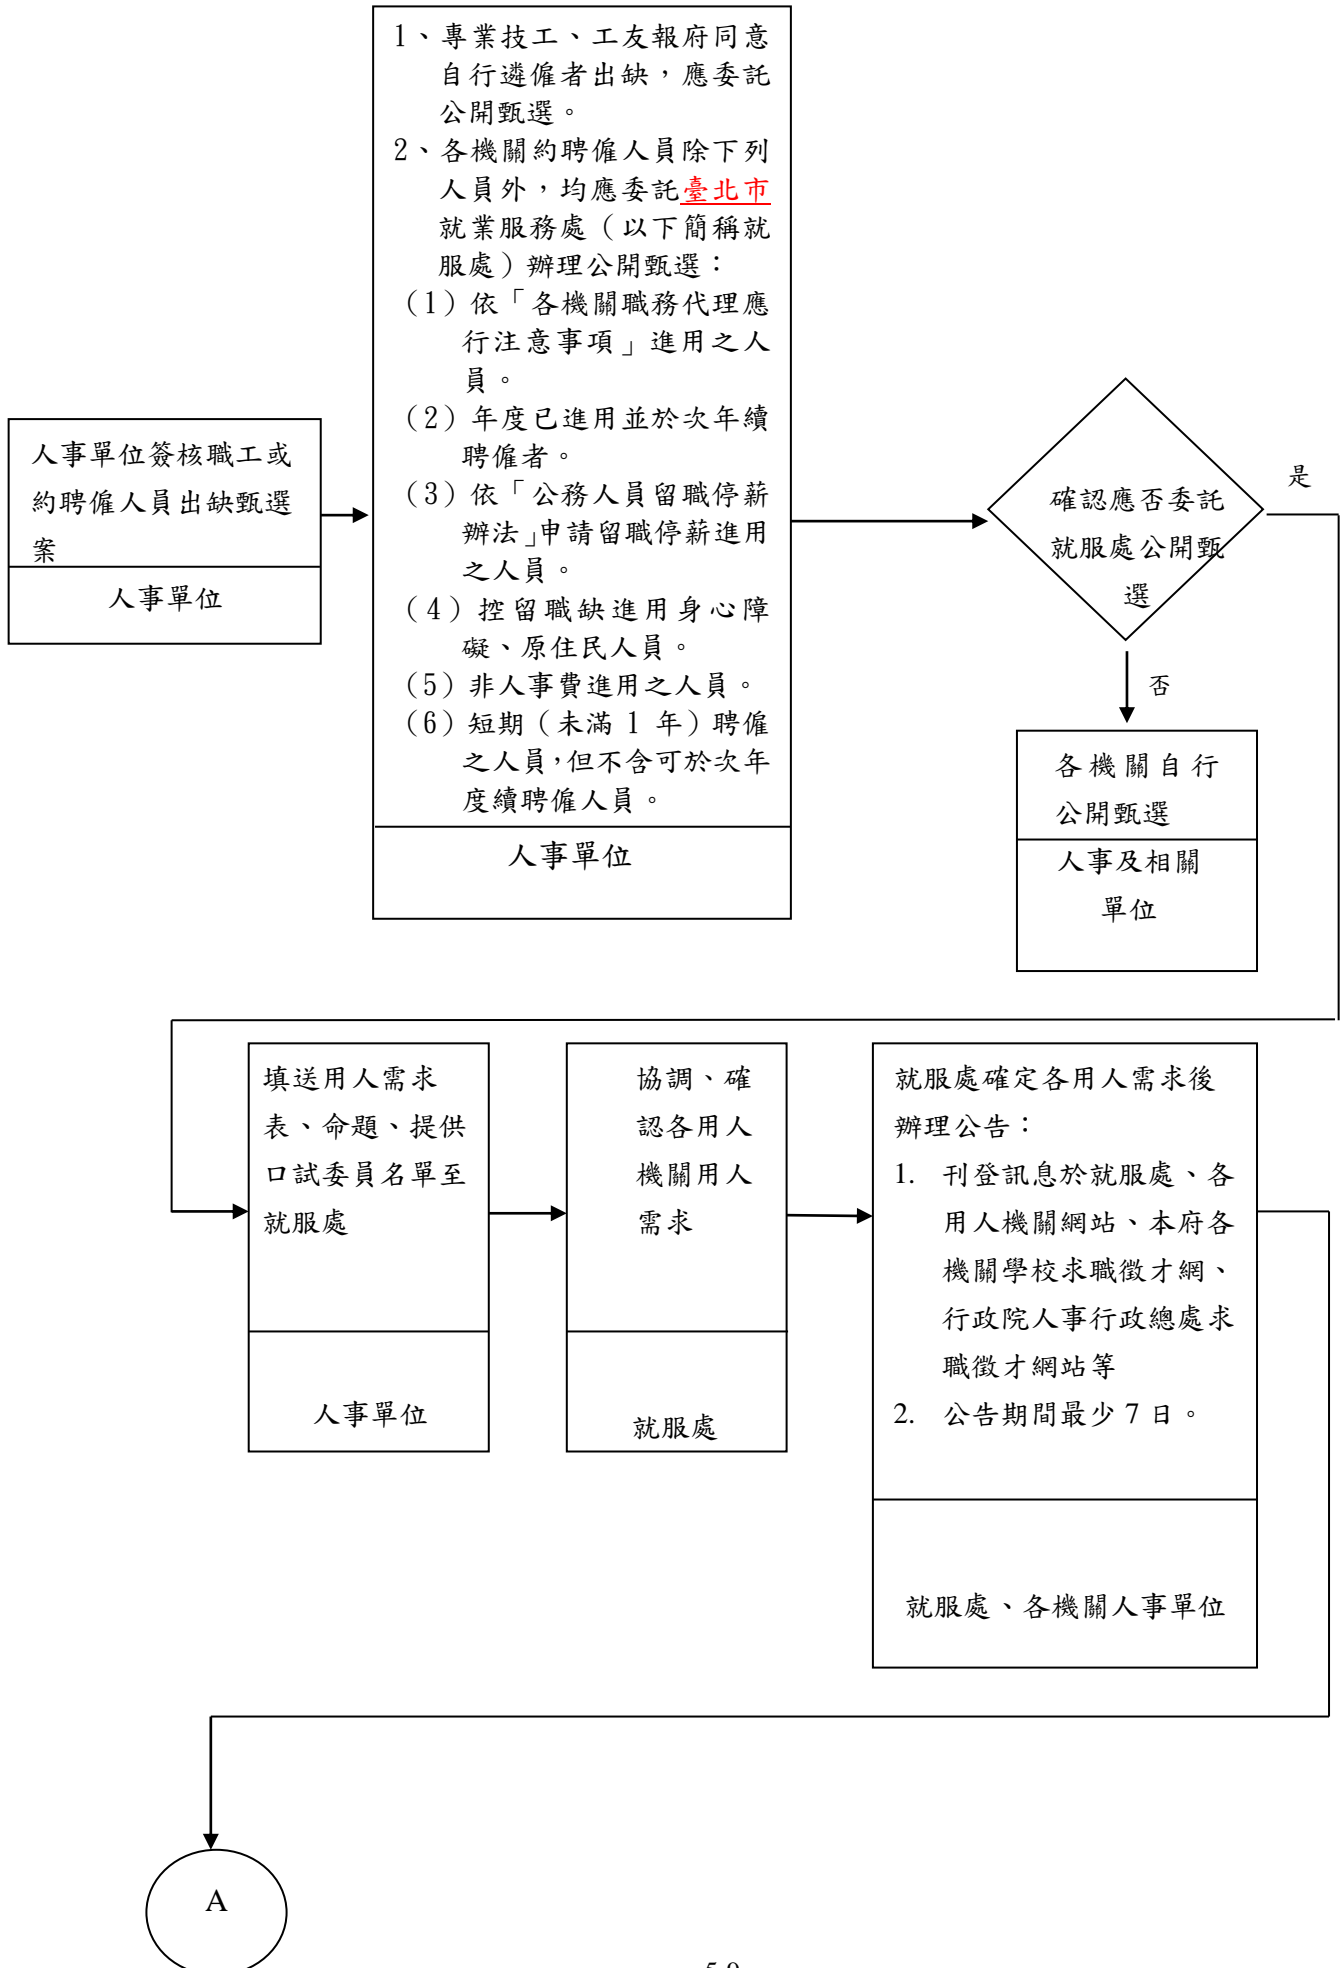 人事單位簽核職工或
約聘僱人員出缺甄選
案
人事單位
1、專業技工、工友報府同意
自行遴僱者出缺，應委託
公開甄選。
2、各機關約聘僱人員除下列
人員外，均應委託臺北市
就業服務處（以下簡稱就
服處）辦理公開甄選：
（1）依「各機關職務代理應
行注意事項」進用之人
員。
（2）年度已進用並於次年續
聘僱者。
（3）依「公務人員留職停薪
辦法」申請留職停薪進用
之人員。
（4）控留職缺進用身心障
礙、原住民人員。
（5）非人事費進用之人員。
（6）短期（未滿 1 年）聘僱
之人員，但不含可於次年
度續聘僱人員。
人事單位
確認應否委託
就服處公開甄
選
是
否
各機關自行
公開甄選
人事及相關
單位
填送用人需求
表、命題、提供
口試委員名單至
就服處
人事單位
協調、確
認各用人
機關用人
需求
就服處
就服處確定各用人需求後
辦理公告：
1. 刊登訊息於就服處、各
用人機關網站、本府各
機關學校求職徵才網、
行政院人事行政總處求
職徵才網站等
2. 公告期間最少 7 日。
就服處、各機關人事單位
A